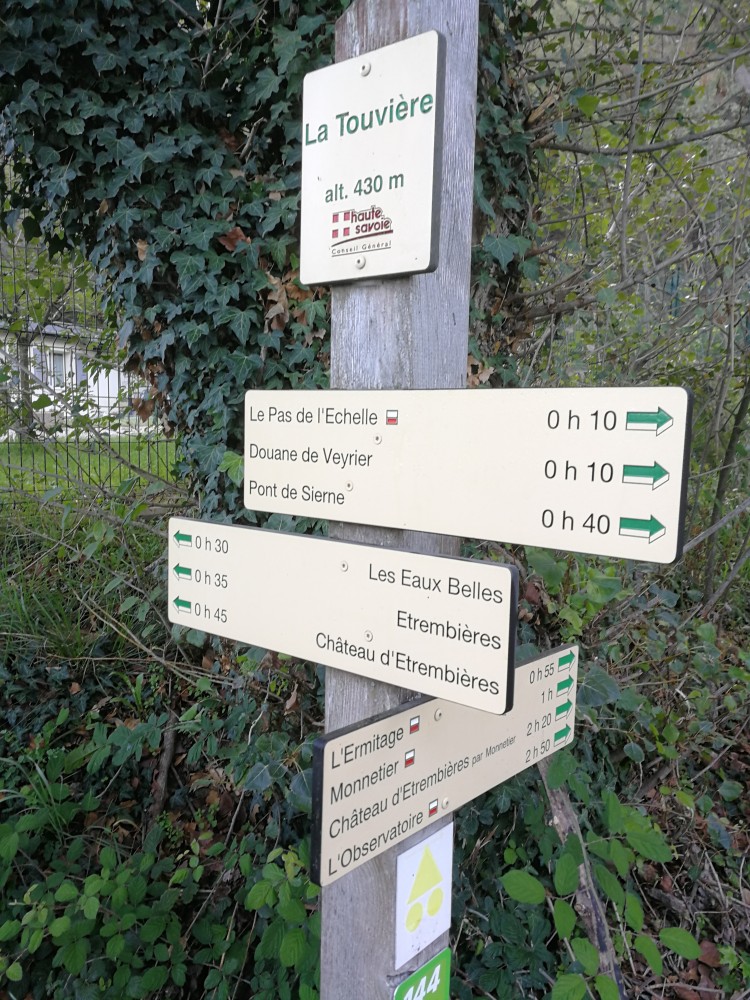 La Touvière
alt. 430 m
haute
savoie
Conseil Général
Le Pas de l'Echelle 0 h 10
Douane de Veyrier 0 h 10
Pont de Sierne 0 h 40
0 h 30 Les Eaux Belles
0 h 35 Etrembières
0 h 45 Château d'Etrembières
L'Ermitage 0 h 55
Monnetier 1 h
Château d'Etrembières par Monnetier 2 h 20
L'Observatoire 2 h 50
144